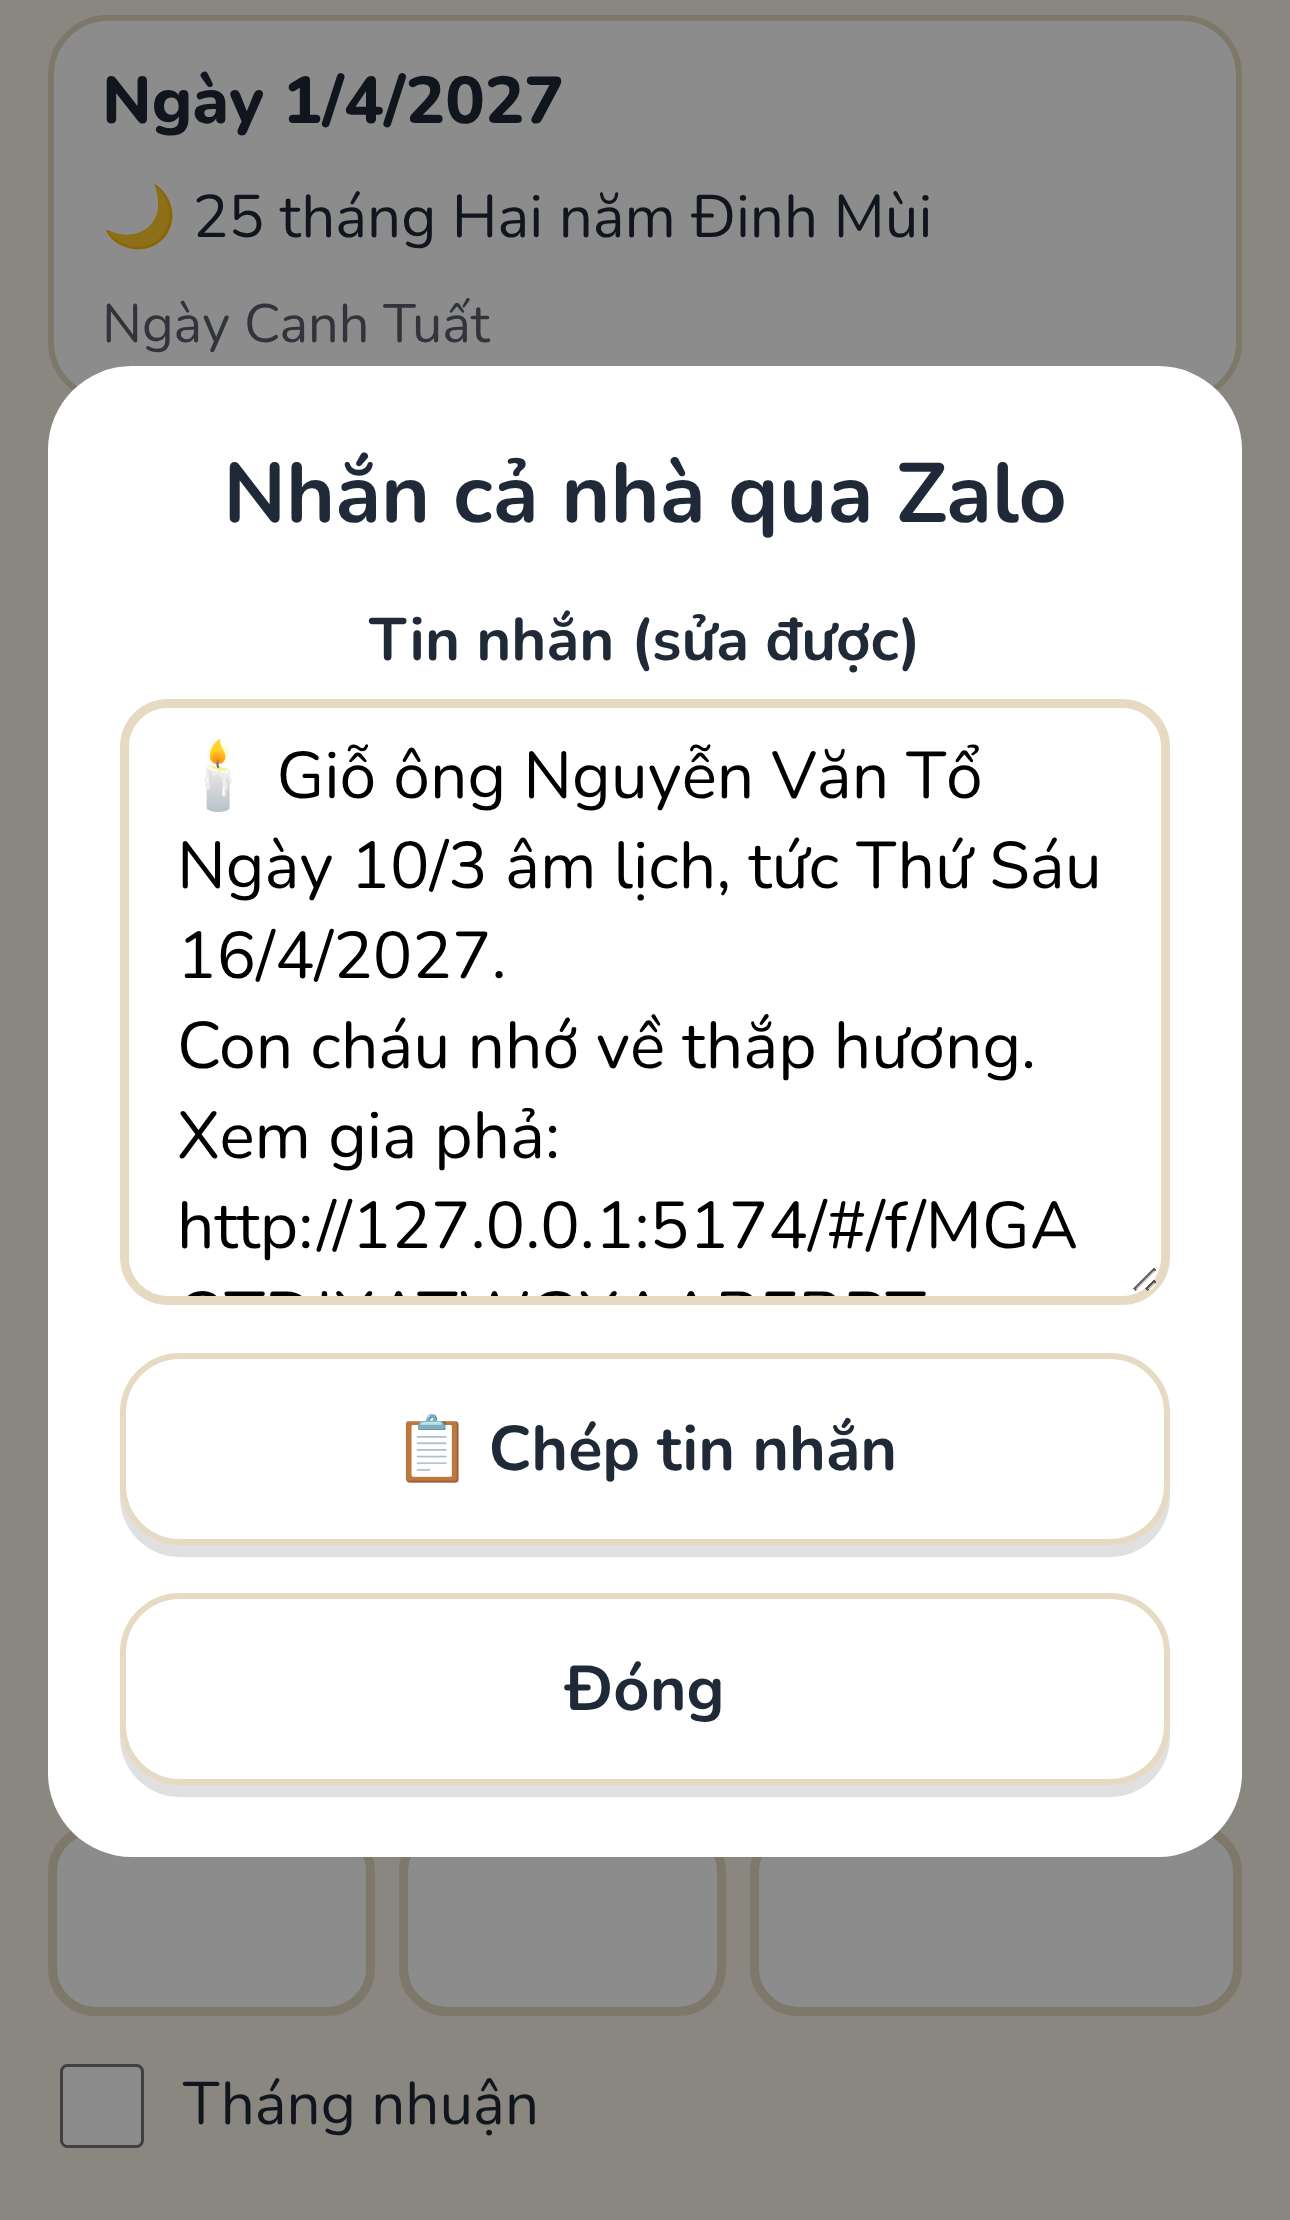 Ngày 1/4/2027
🌙 25 tháng Hai năm Đinh Mùi
Ngày Canh Tuất
Nhắn cả nhà qua Zalo
Tin nhắn (sửa được)
🕯️ Giỗ ông Nguyễn Văn Tổ
Ngày 10/3 âm lịch, tức Thứ Sáu
16/4/2027.
Con cháu nhớ về thắp hương.
Xem gia phả:
http://127.0.0.1:5174/#/f/MGA
📋 Chép tin nhắn
Đóng
Tháng nhuận